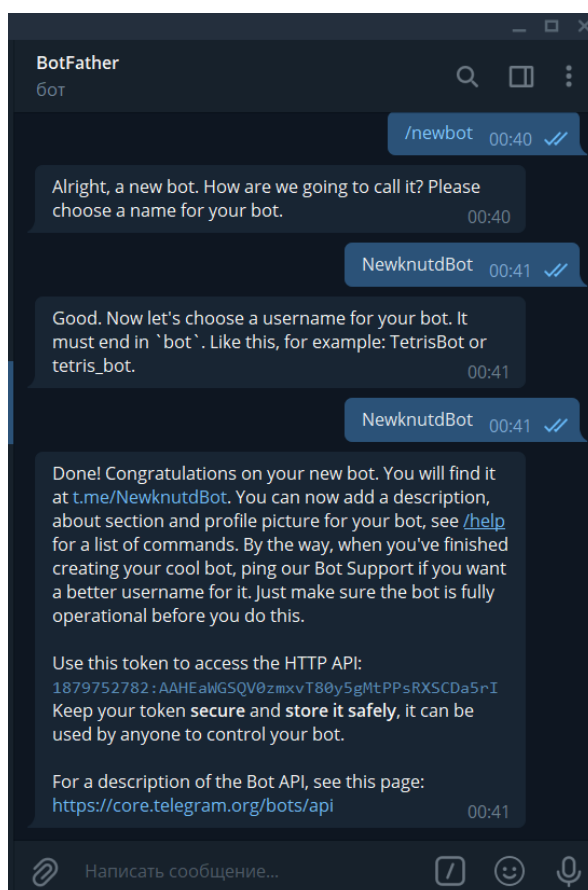 BotFather
бот
/newbot 00:40
Alright, a new bot. How are we going to call it? Please
choose a name for your bot.
00:40
NewknutdBot 00:41
Good. Now let's choose a username for your bot. It
must end in `bot`. Like this, for example: TetrisBot or
tetris_bot.
00:41
NewknutdBot 00:41
Done! Congratulations on your new bot. You will find it
at t.me/NewknutdBot. You can now add a description,
about section and profile picture for your bot, see /help
for a list of commands. By the way, when you've finished
creating your cool bot, ping our Bot Support if you want
a better username for it. Just make sure the bot is fully
operational before you do this.
Use this token to access the HTTP API:
1879752782:AAHEaWGSQV0zmxvT80y5gMtPPsRXSCDa5rI
Keep your token secure and store it safely, it can be
used by anyone to control your bot.
For a description of the Bot API, see this page:
https://core.telegram.org/bots/api
00:41
Написать сообщение...